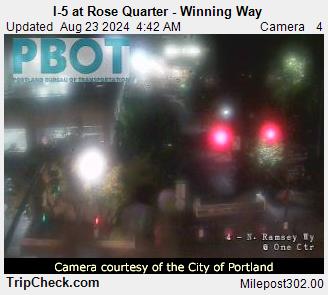 I-5 at Rose Quarter - Winning Way
Updated Aug 23 2024 4:42 AM Camera 4
PBOT
PORTLAND BUREAU OF TRANSPORTATION
4 - N. Ramsey Wy
@ One Ctr
Camera courtesy of the City of Portland
TripCheck.com Milepost302.00